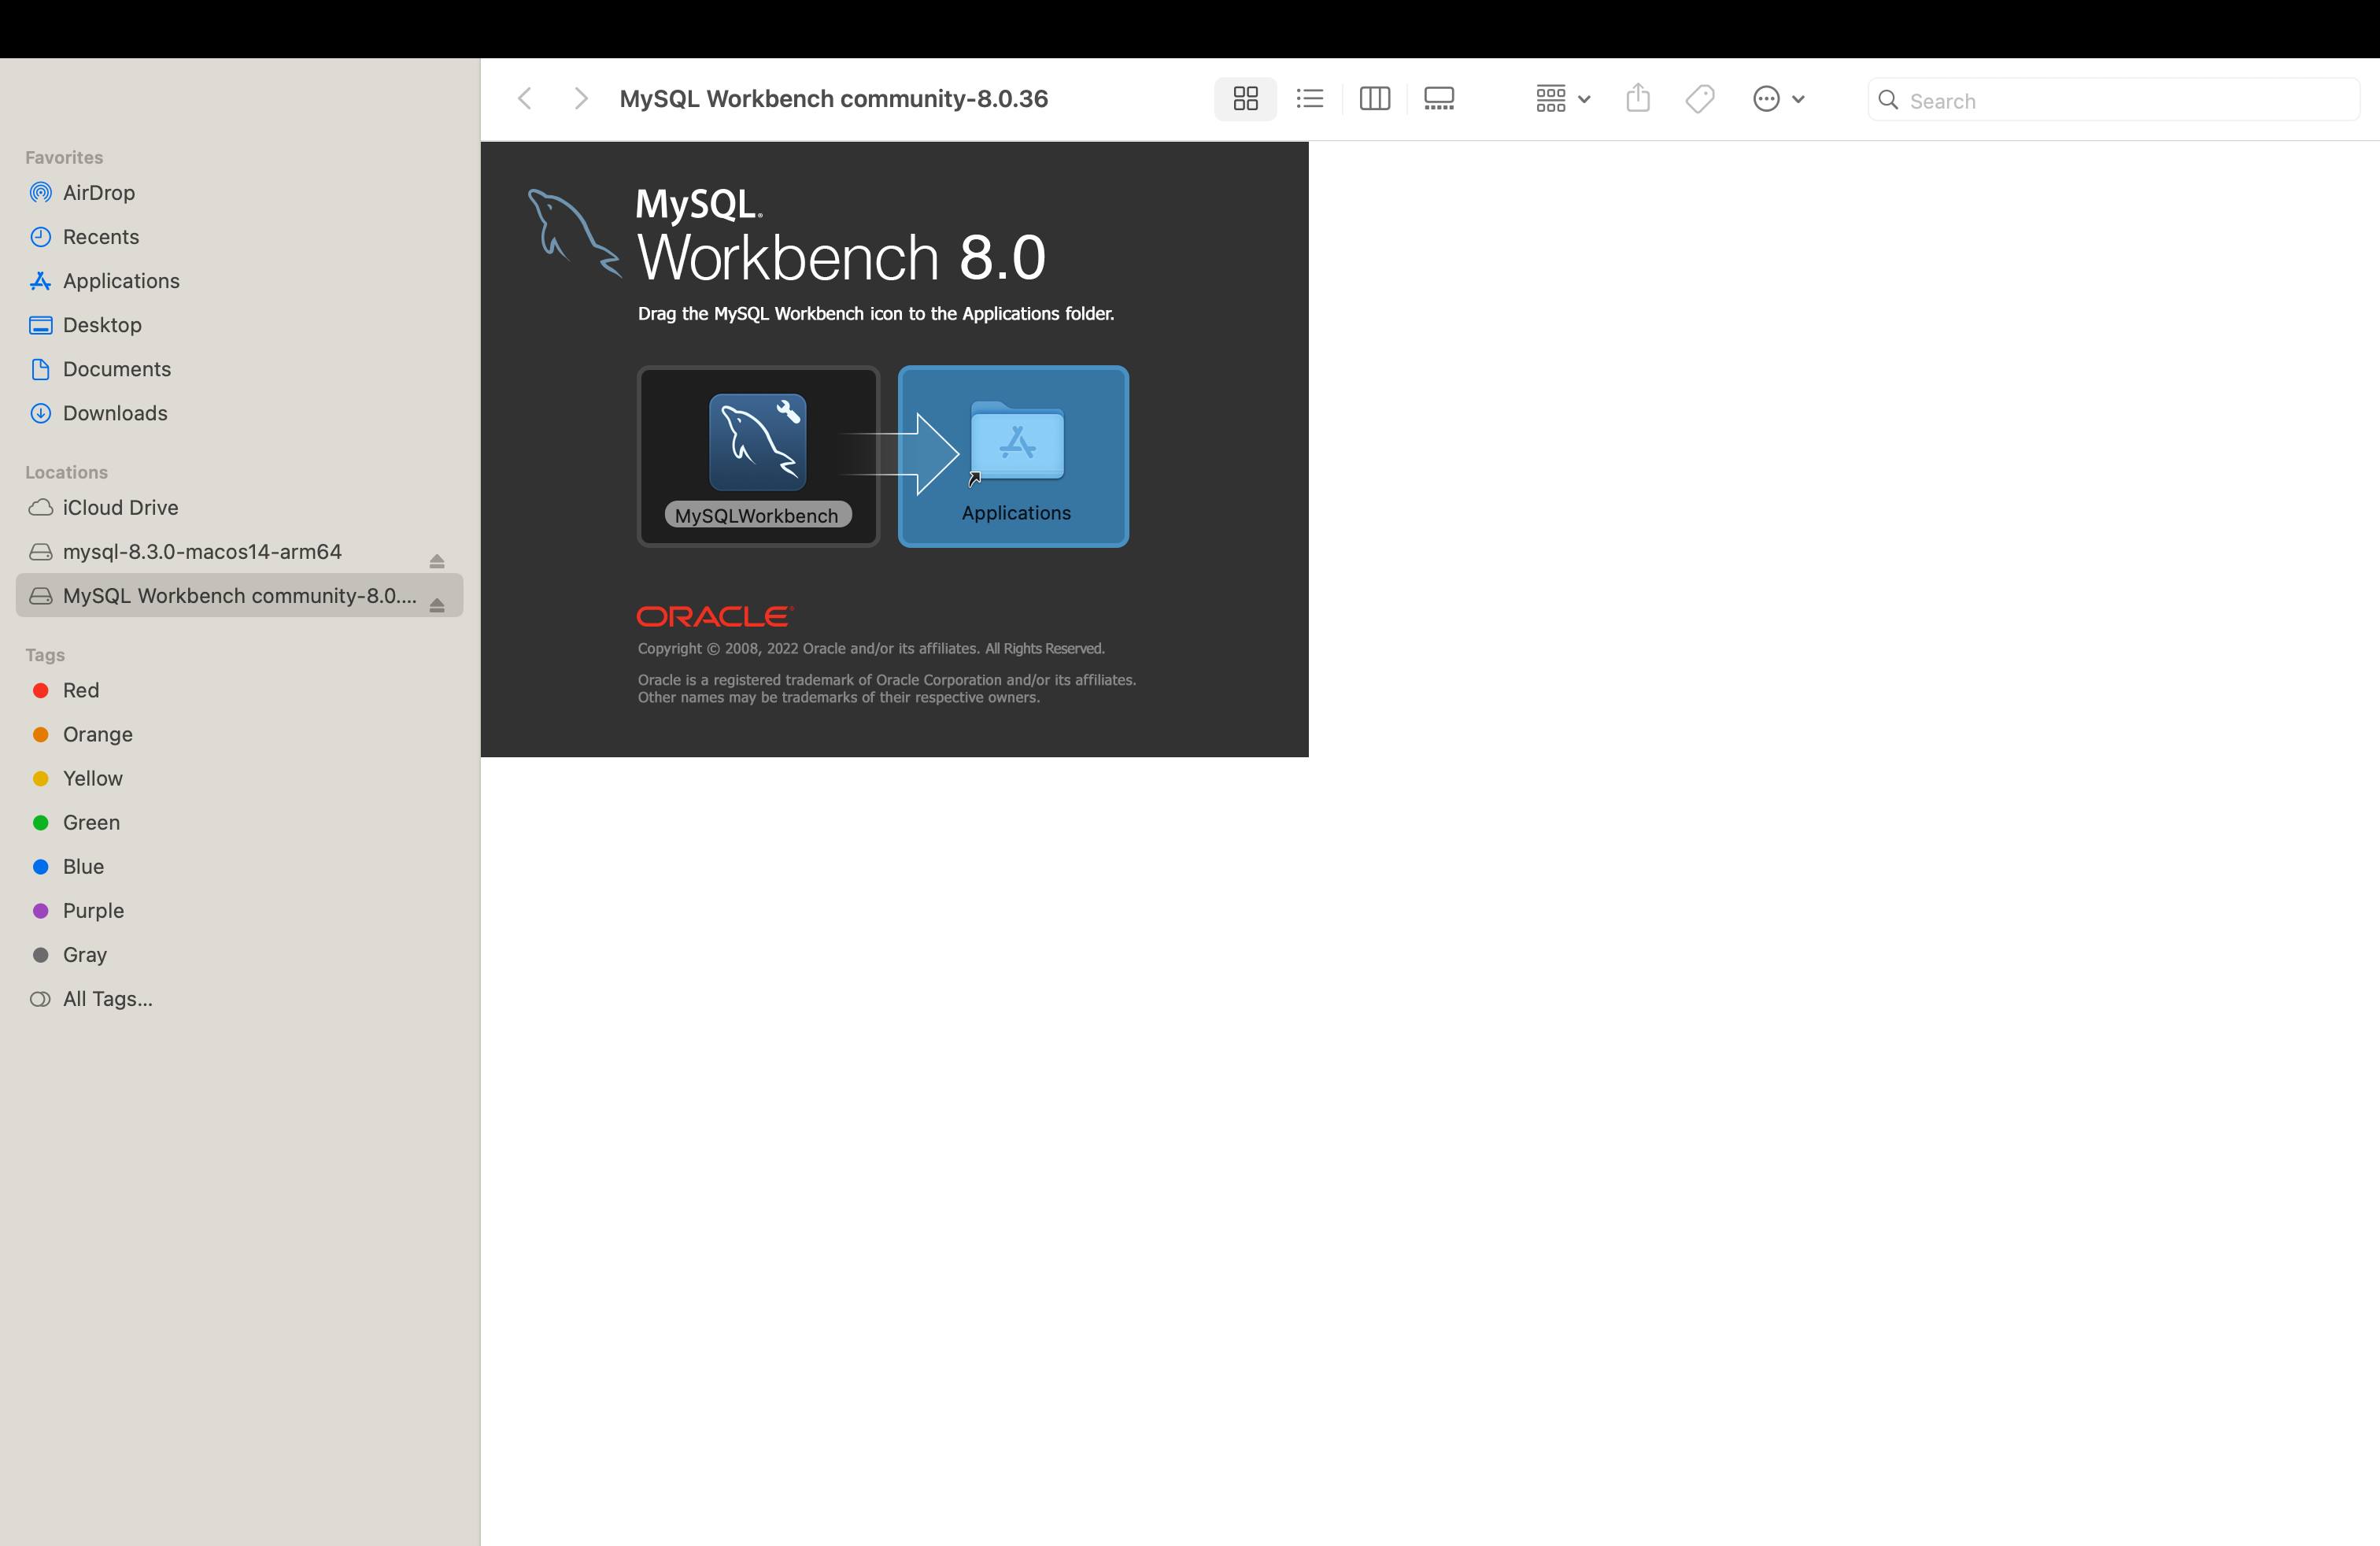 MySQL Workbench community-8.0.36
Search
Favorites
AirDrop
Recents
Applications
Desktop
Documents
Downloads
Locations
iCloud Drive
mysql-8.3.0-macos14-arm64
MySQL Workbench community-8.0....
Tags
Red
Orange
Yellow
Green
Blue
Purple
Gray
All Tags...
MySQL®
Workbench 8.0
Drag the MySQL Workbench icon to the Applications folder.
MySQLWorkbench
Applications
ORACLE®
Copyright © 2008, 2022 Oracle and/or its affiliates. All Rights Reserved.
Oracle is a registered trademark of Oracle Corporation and/or its affiliates.
Other names may be trademarks of their respective owners.